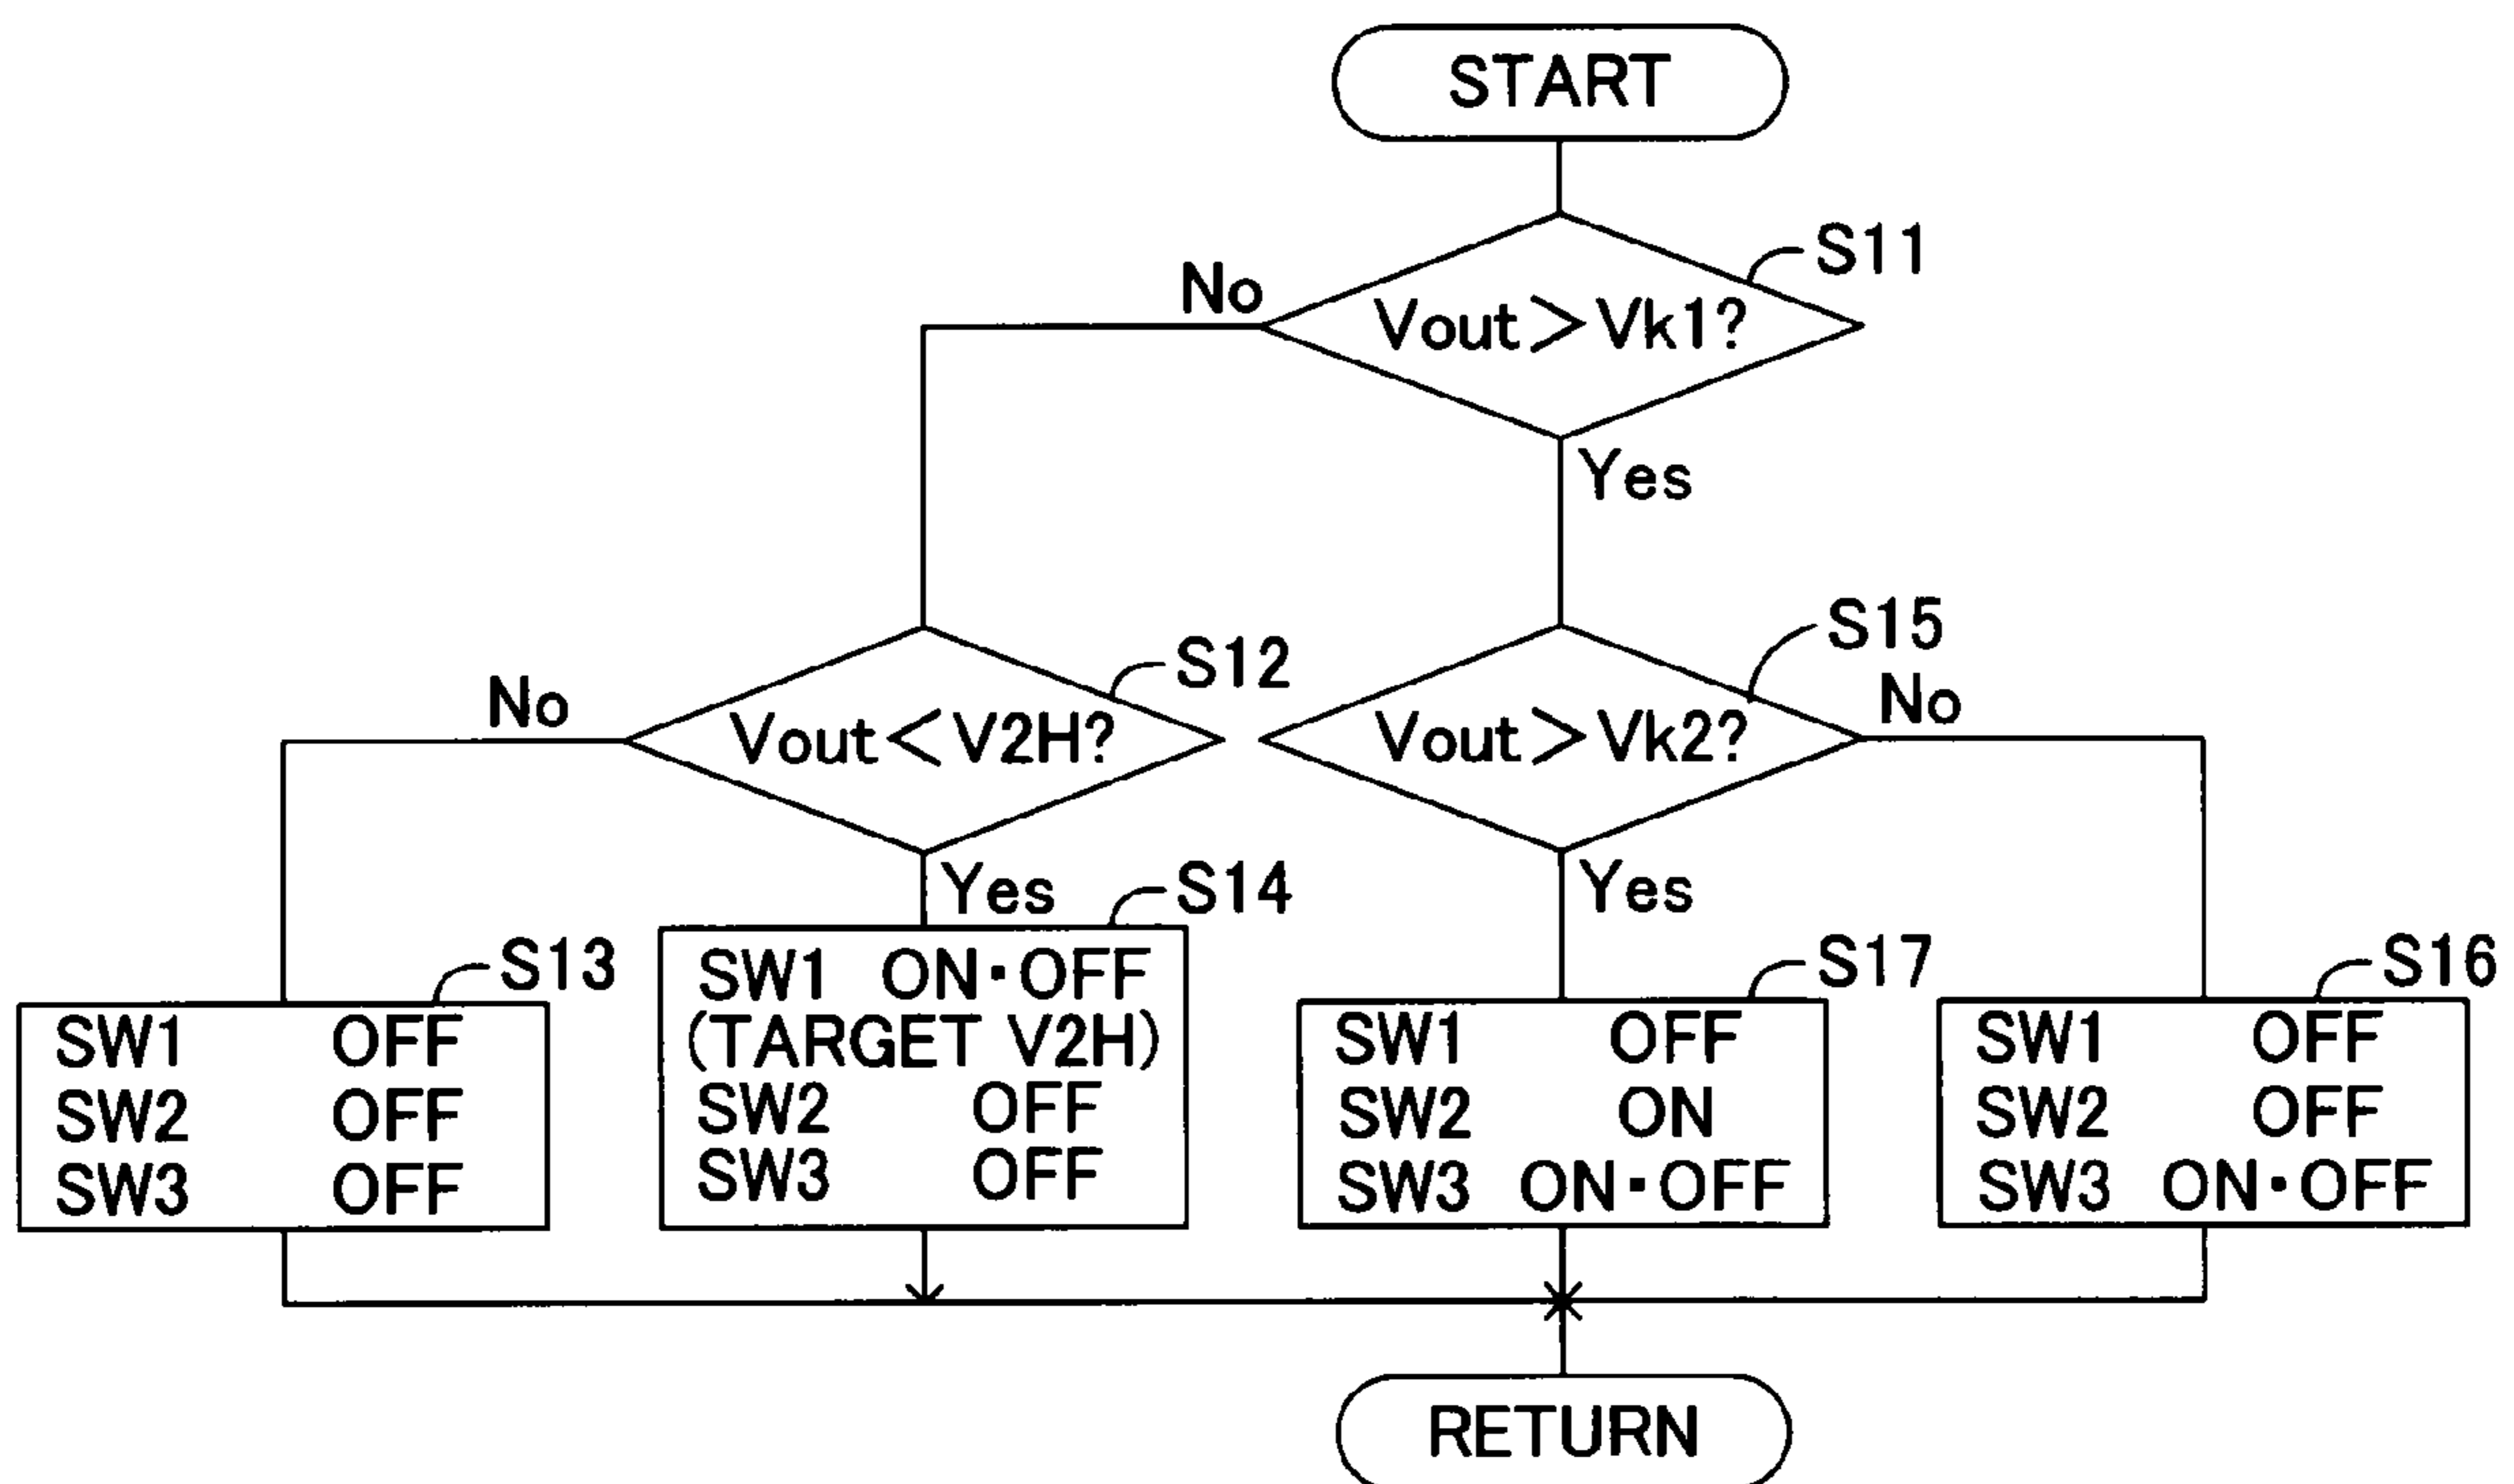 START
S11
No
Vout>Vk1?
Yes
S12
S15
No
No
Vout<V2H?
Vout>Vk2?
Yes
S14
Yes
S13
SW1 OFF
SW2 OFF
SW3 OFF
SW1 ON·OFF
(TARGET V2H)
SW2 OFF
SW3 OFF
S17
SW1 OFF
SW2 ON
SW3 ON·OFF
S16
SW1 OFF
SW2 OFF
SW3 ON·OFF
RETURN